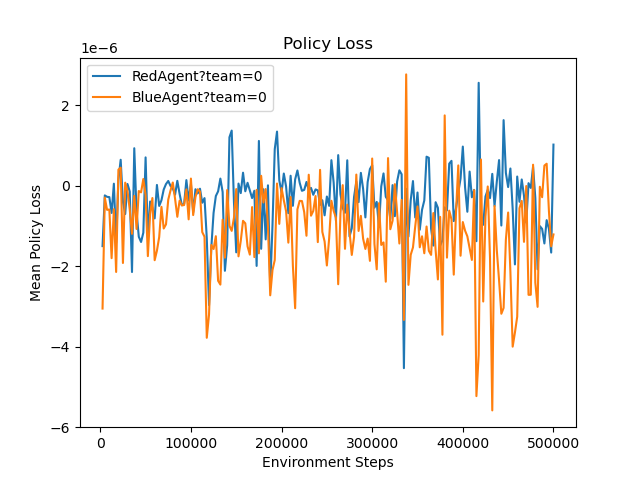 Policy Loss
1e−6
RedAgent?team=0
BlueAgent?team=0
2
0
−2
−4
−6
Mean Policy Loss
0 100000 200000 300000 400000 500000
Environment Steps